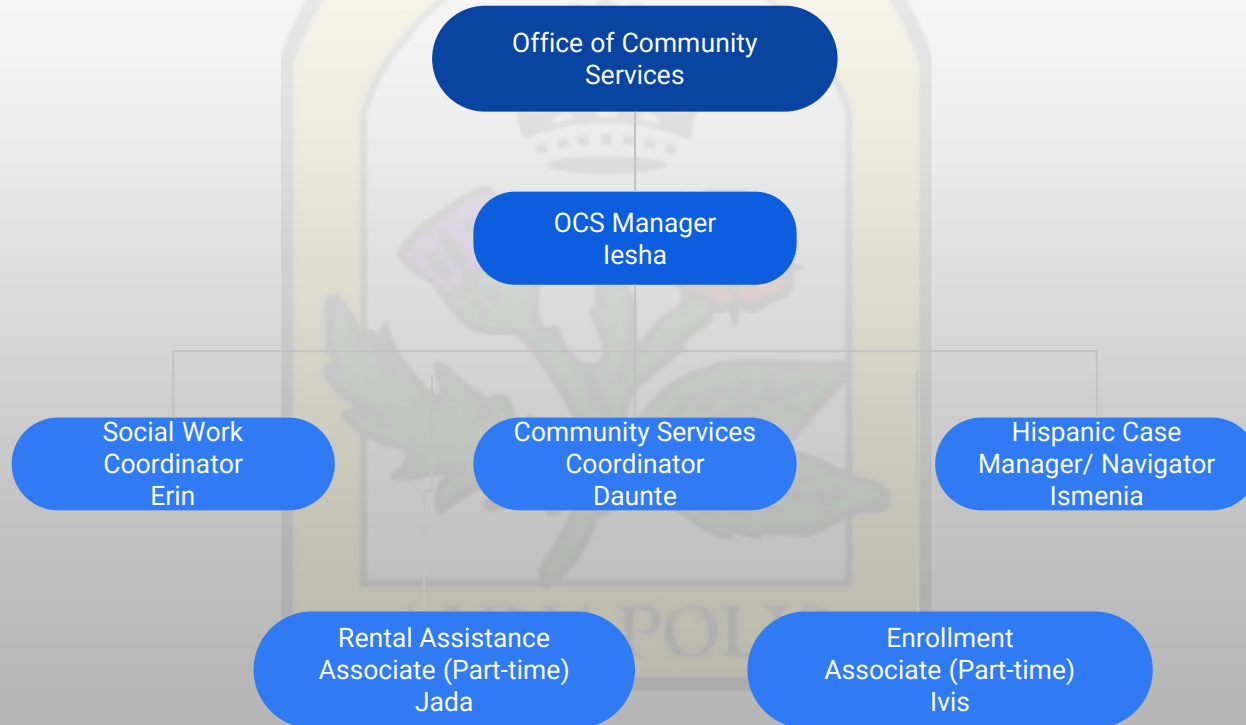 Office of Community
Services
OCS Manager
Iesha
Social Work
Coordinator
Erin
Community Services
Coordinator
Daunte
Hispanic Case
Manager/ Navigator
Ismenia
Rental Assistance
Associate (Part-time)
Jada
Enrollment
Associate (Part-time)
Ivis
ANNAPOLIS